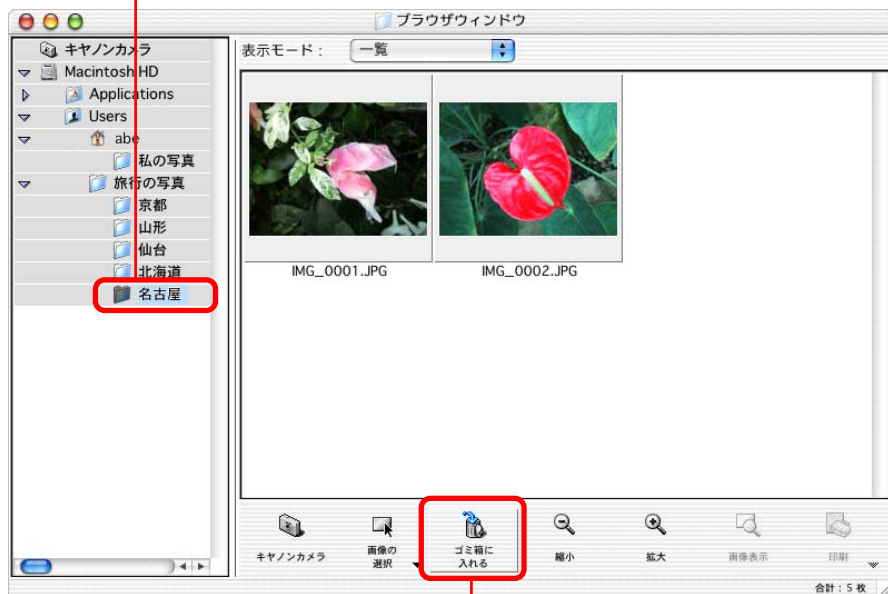 ブラウザウィンドウ
キヤノンカメラ
Macintosh HD
Applications
Users
abe
私の写真
旅行の写真
京都
山形
仙台
北海道
名古屋
表示モード：
一覧
IMG_0001.JPG
IMG_0002.JPG
キヤノンカメラ
画像の
選択
ゴミ箱に
入れる
縮小
拡大
画像表示
印刷
合計：5 枚